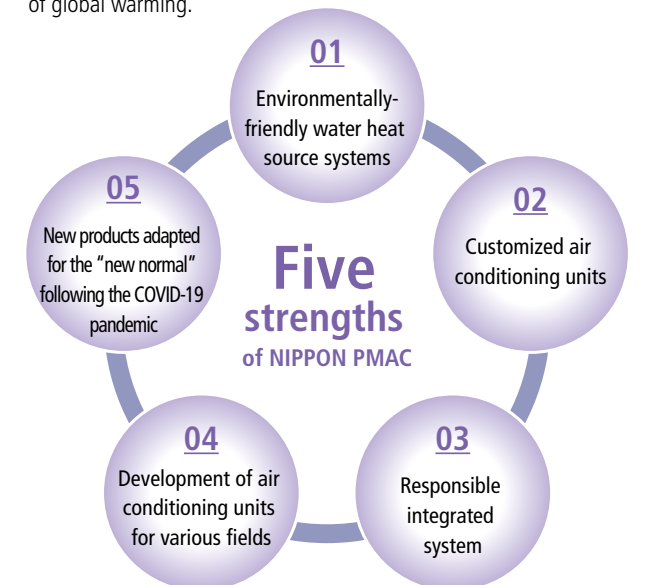 of global warming.
01
Environmentally-
friendly water heat
source systems
02
Customized air
conditioning units
03
Responsible
integrated
system
04
Development of air
conditioning units
for various fields
05
New products adapted
for the “new normal”
following the COVID-19
pandemic
Five
strengths
of NIPPON PMAC